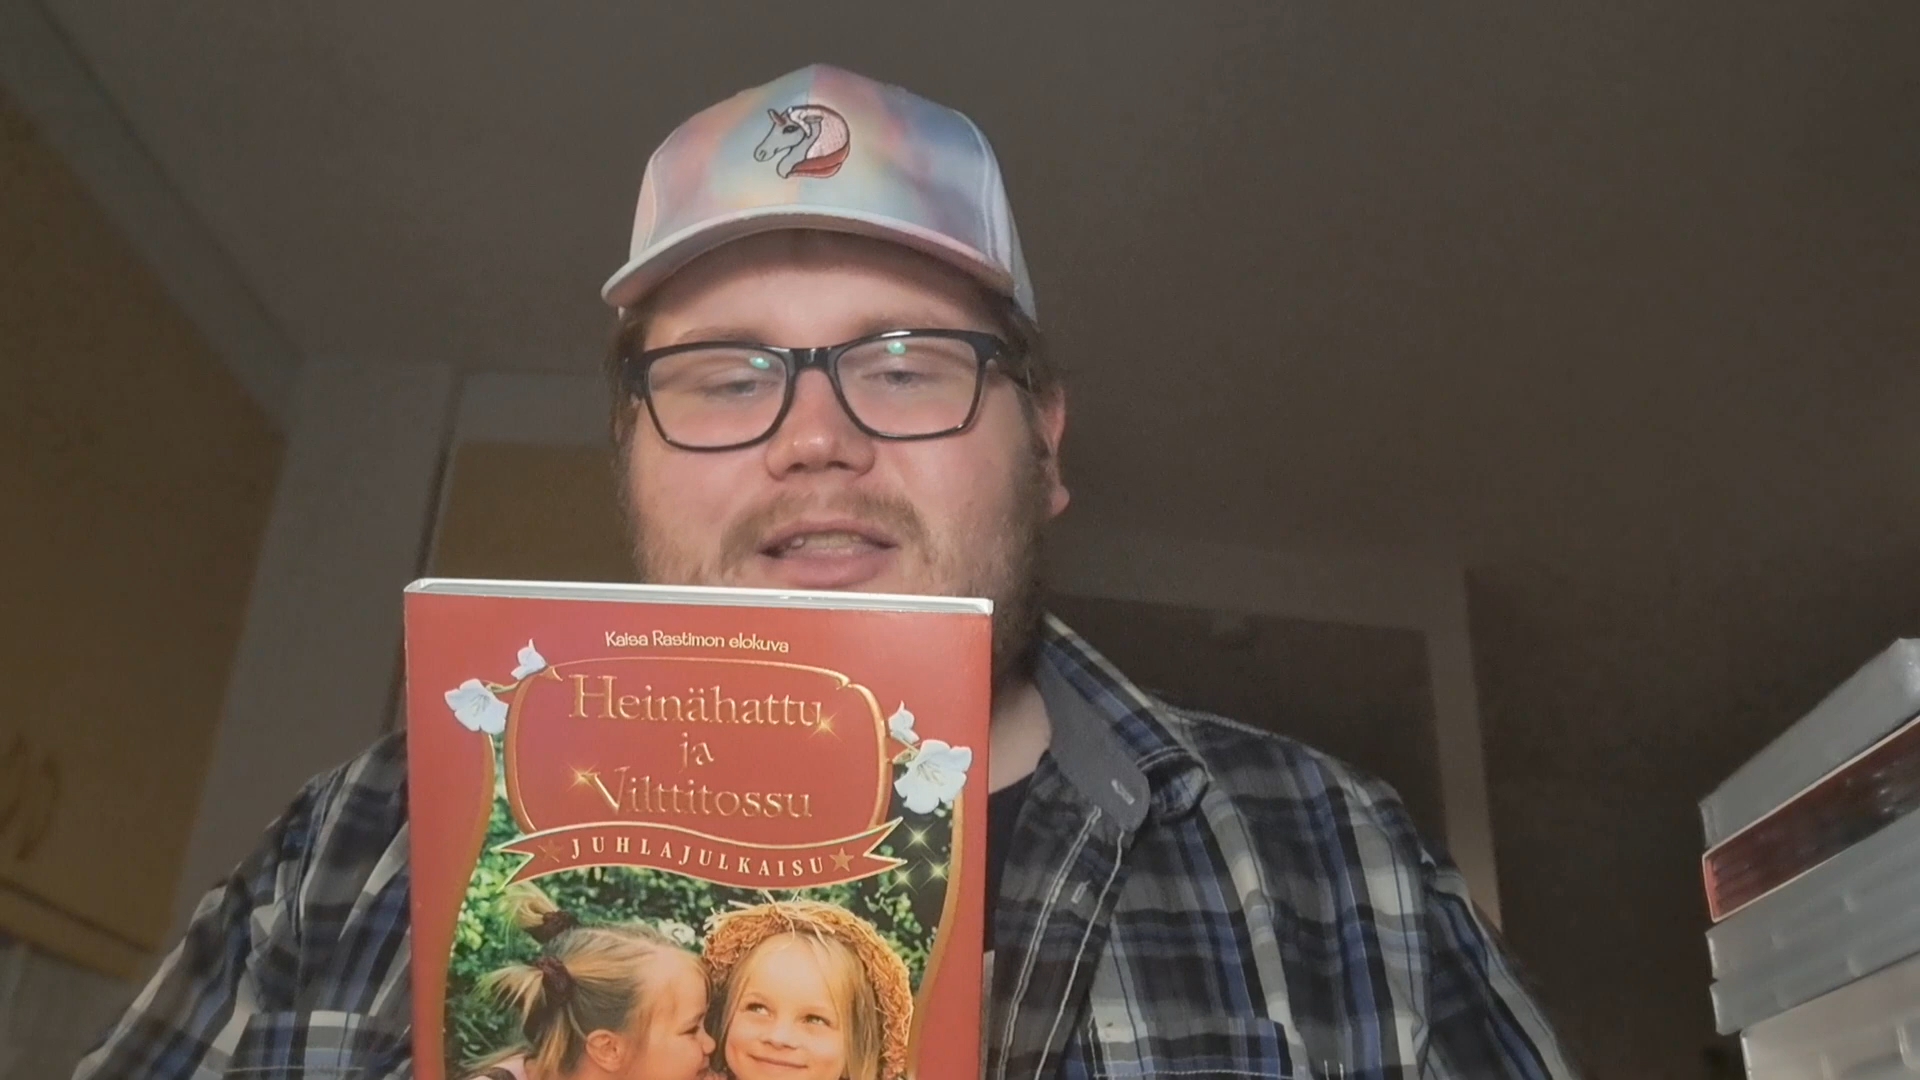 Kaisa Rastimon elokuva
Heinähattu
ja
Vilttitossu
JUHLAJULKAISU